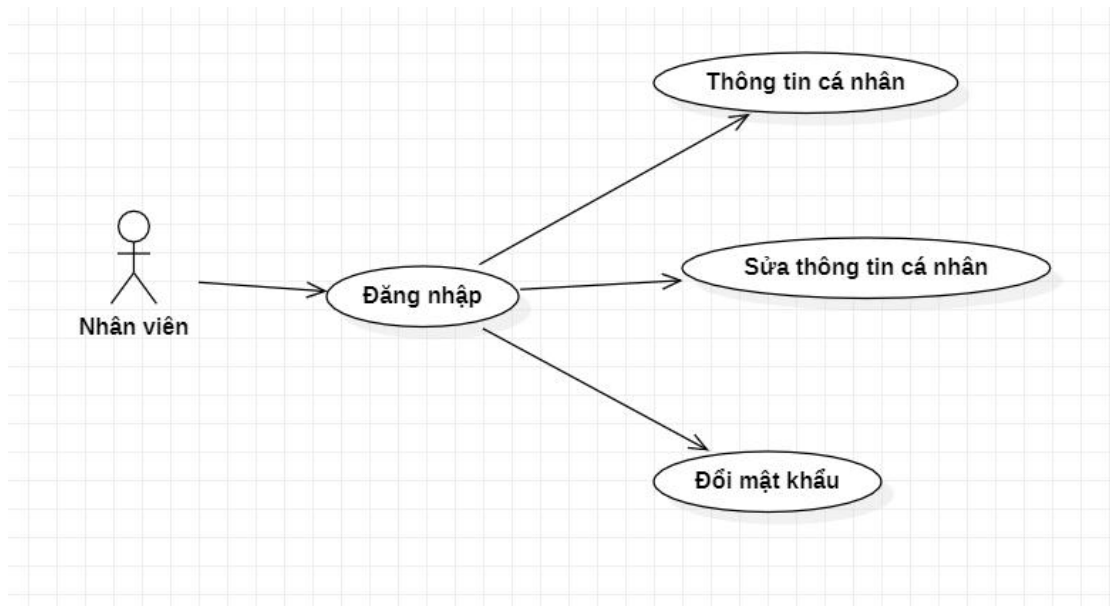 Thông tin cá nhân
Sửa thông tin cá nhân
Đăng nhập
Nhân viên
Đổi mật khẩu